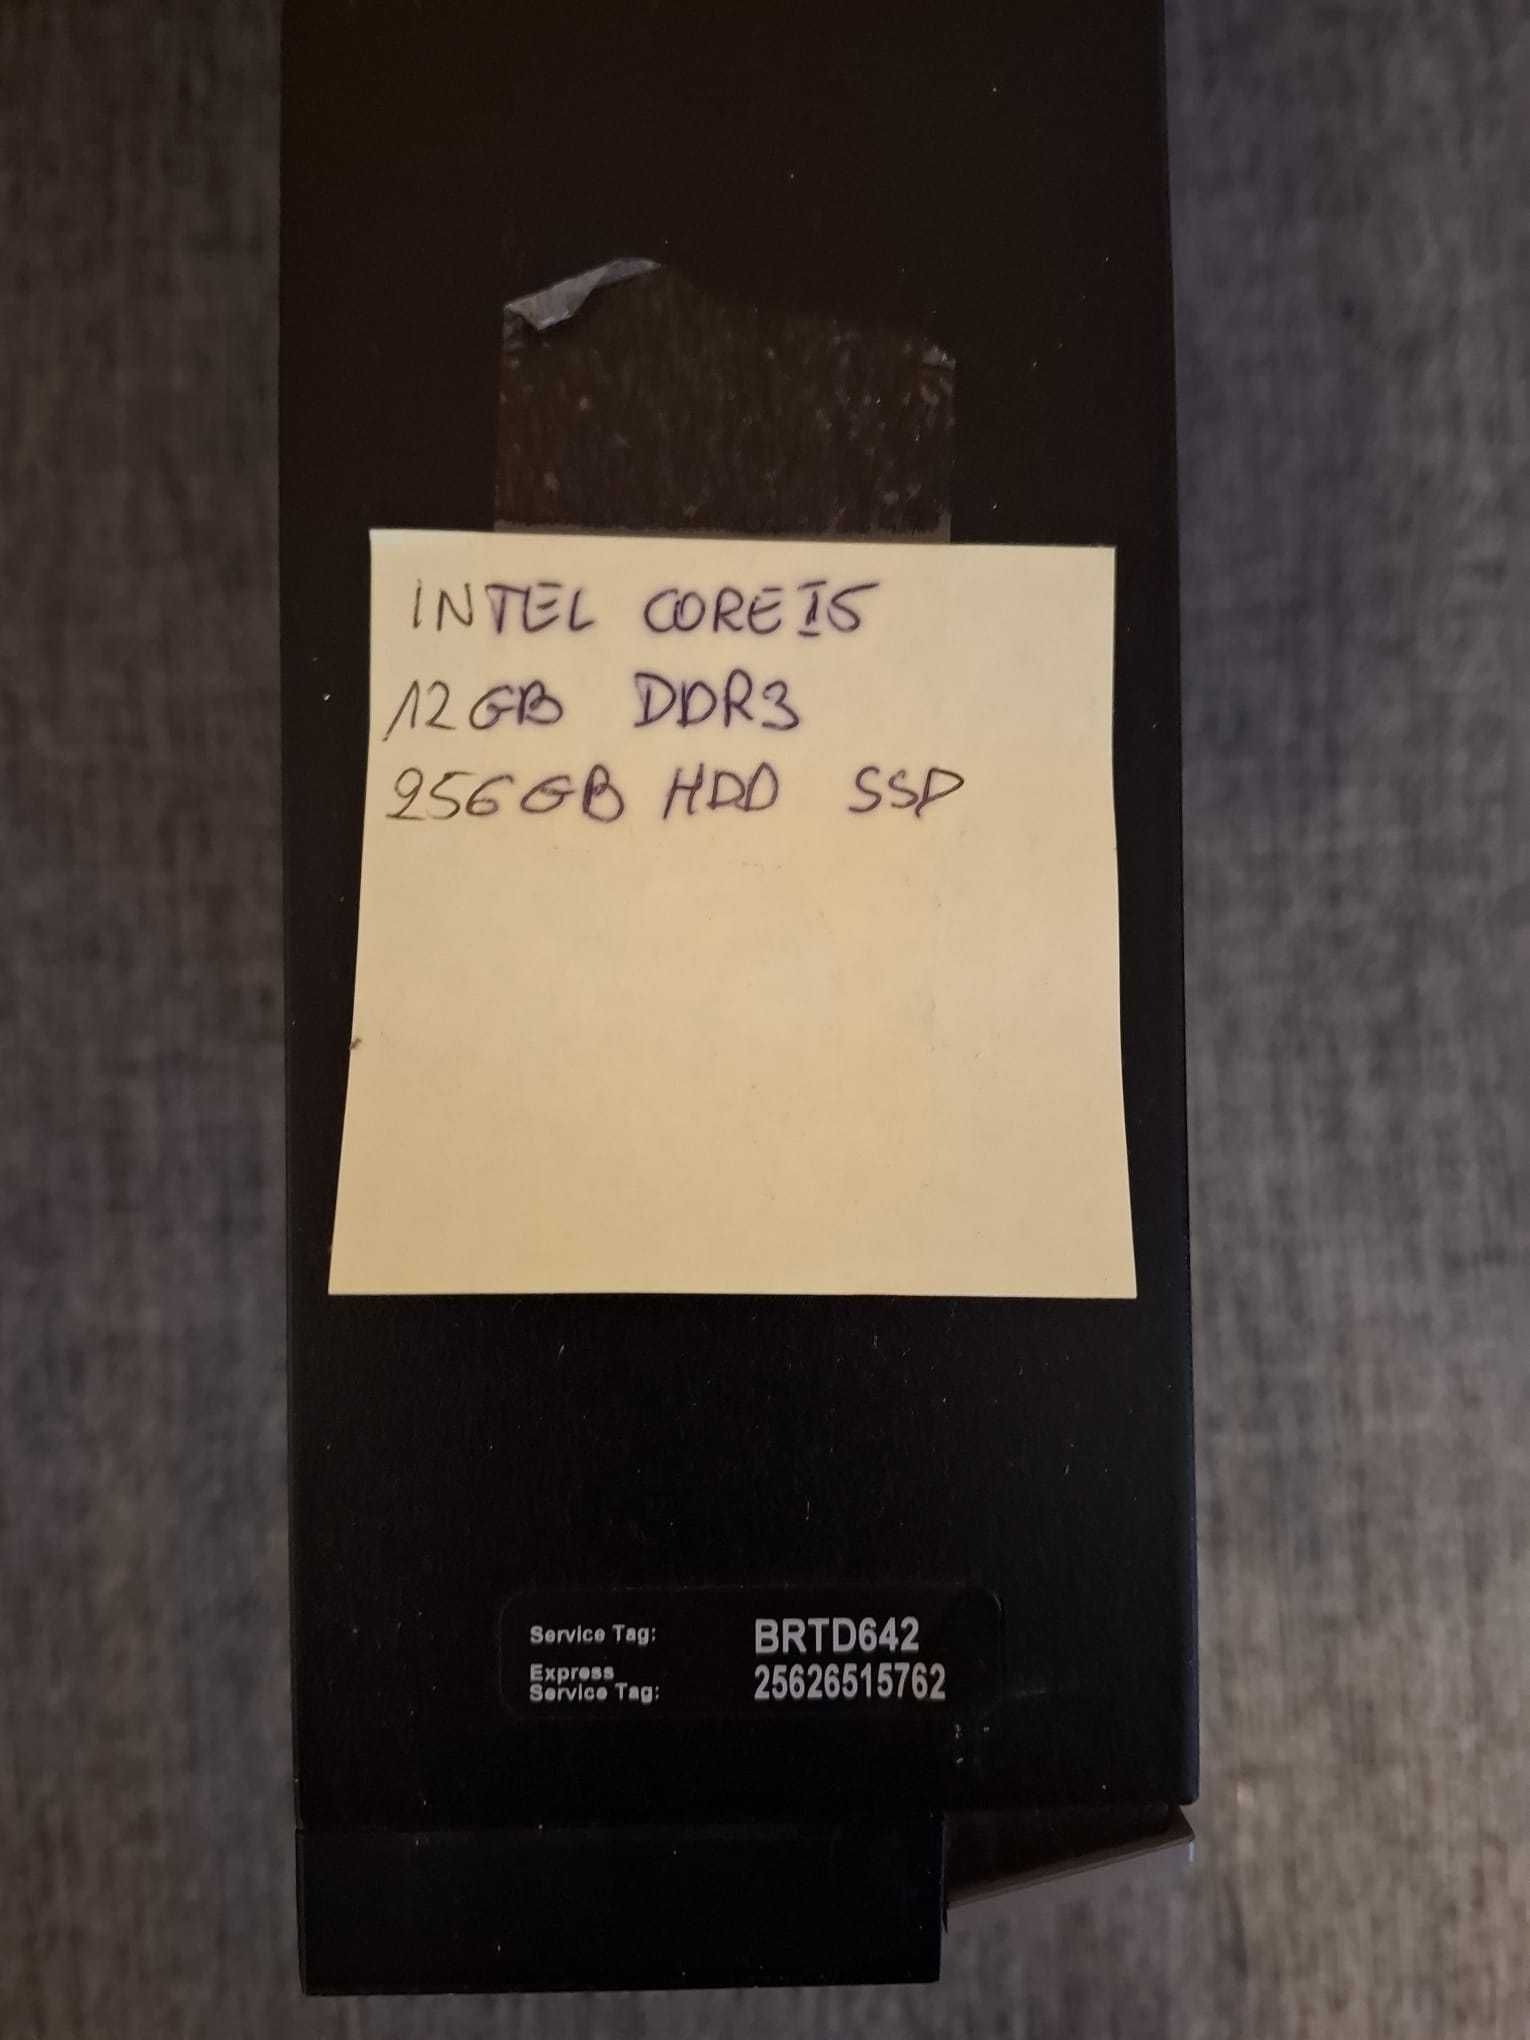 INTEL CORE I5
12GB DDR3
256GB HDD SSD
Service Tag: BRTD642
Express
Service Tag: 25626515762